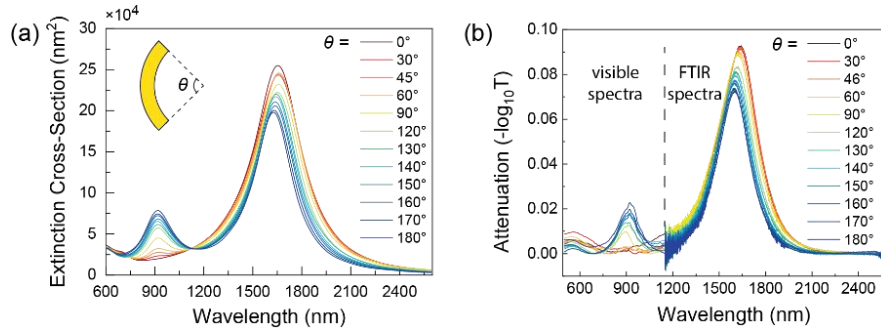 (a)
×10⁴
Extinction Cross-Section (nm²)
30
25
20
15
10
5
0
600 900 1200 1500 1800 2100 2400
Wavelength (nm)
θ
θ =
0°
30°
45°
60°
90°
120°
130°
140°
150°
160°
170°
180°
(b)
Attenuation (-log₁₀T)
0.10
0.08
0.06
0.04
0.02
0.00
600 900 1200 1500 1800 2100 2400
Wavelength (nm)
visible
spectra
FTIR
spectra
θ =
0°
30°
46°
60°
90°
120°
130°
140°
150°
160°
170°
180°